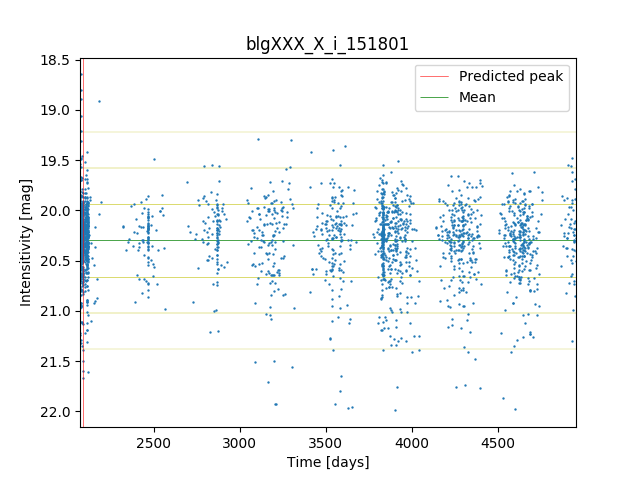 blgXXX_X_i_151801
Predicted peak
Mean
18.5
19.0
19.5
20.0
20.5
21.0
21.5
22.0
Intensitivity [mag]
2500
3000
3500
4000
4500
Time [days]